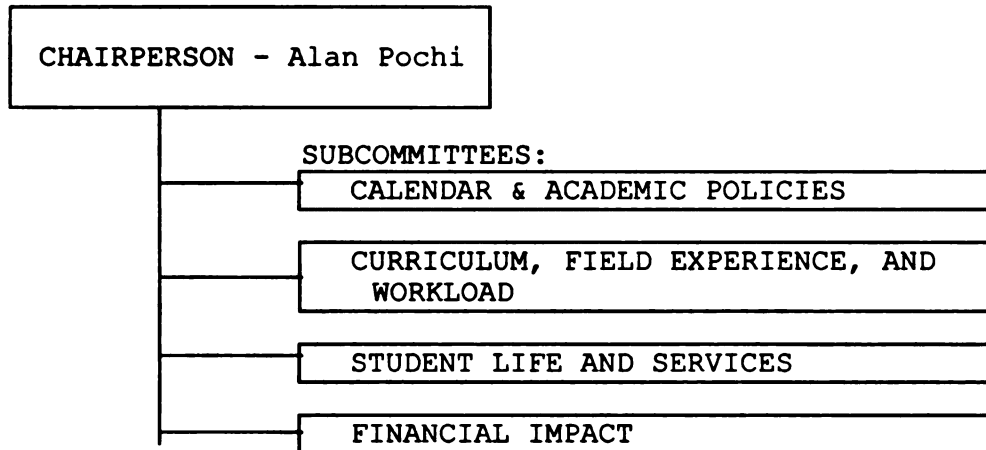 CHAIRPERSON - Alan Pochi
SUBCOMMITTEES:
CALENDAR & ACADEMIC POLICIES
CURRICULUM, FIELD EXPERIENCE, AND
WORKLOAD
STUDENT LIFE AND SERVICES
FINANCIAL IMPACT